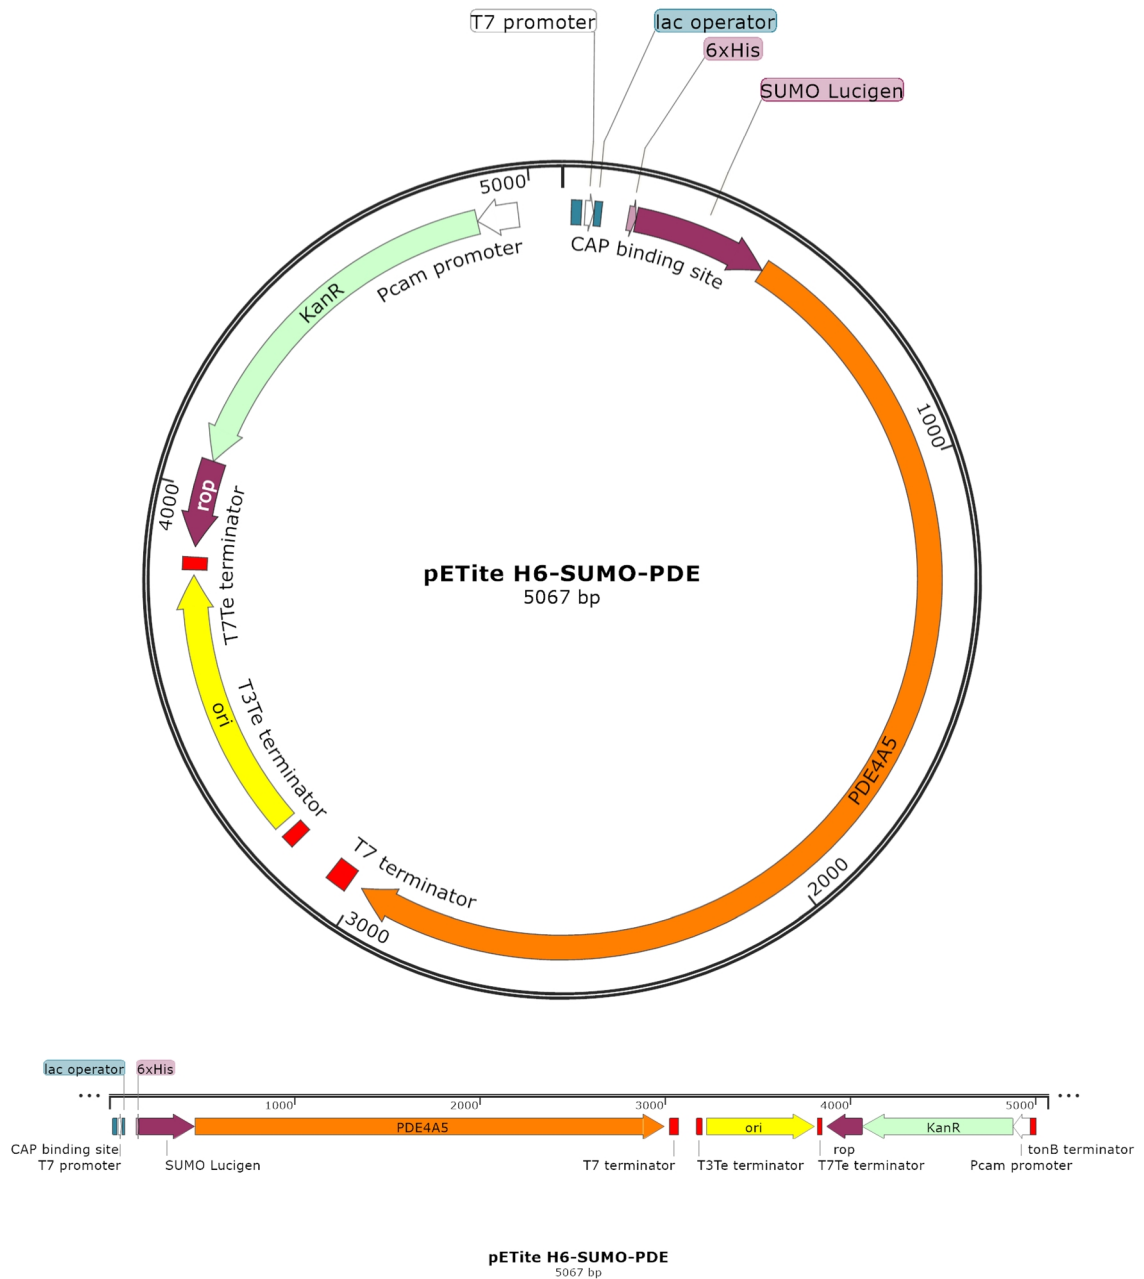 T7 promoter
lac operator
6xHis
SUMO Lucigen
5000
CAP binding site
Pcam promoter
KanR
1000
rop
4000
T7Te terminator
pETite H6-SUMO-PDE
5067 bp
T3Te terminator
ori
PDE4A5
T7 terminator
2000
3000
lac operator
6xHis
1000
2000
3000
4000
5000
PDE4A5
ori
KanR
CAP binding site
rop
tonB terminator
T7 promoter
SUMO Lucigen
T7 terminator
T3Te terminator
T7Te terminator
Pcam promoter
pETite H6-SUMO-PDE
5067 bp